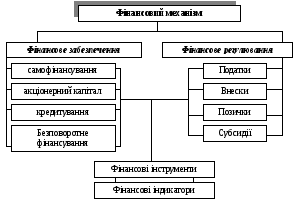 Фінансовий механізм
Фінансове забезпечення
Фінансове регулювання
самофінансування
акціонерний капітал
кредитування
Безповоротне
фінансування
Податки
Внески
Позички
Субсидії
Фінансові інструменти
Фінансові індикатори